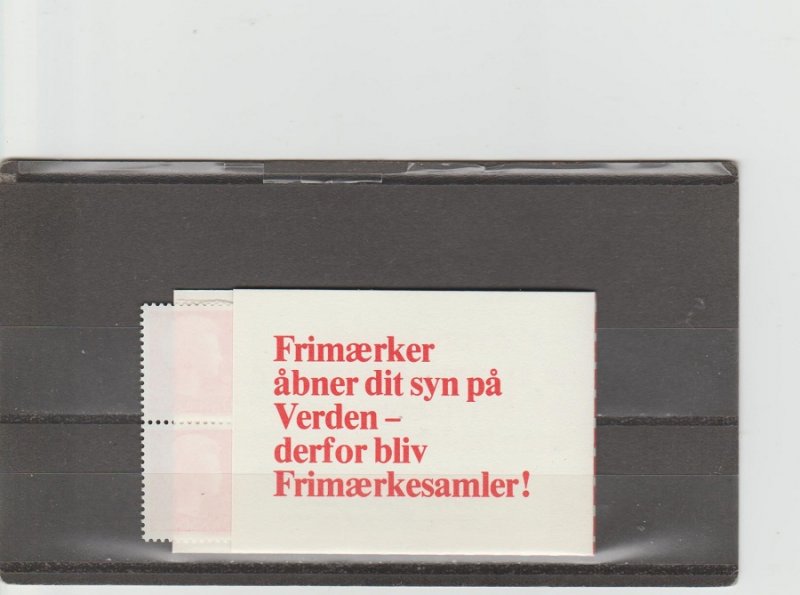 Frimærker
åbner dit syn på
Verden –
derfor bliv
Frimærkesamler!